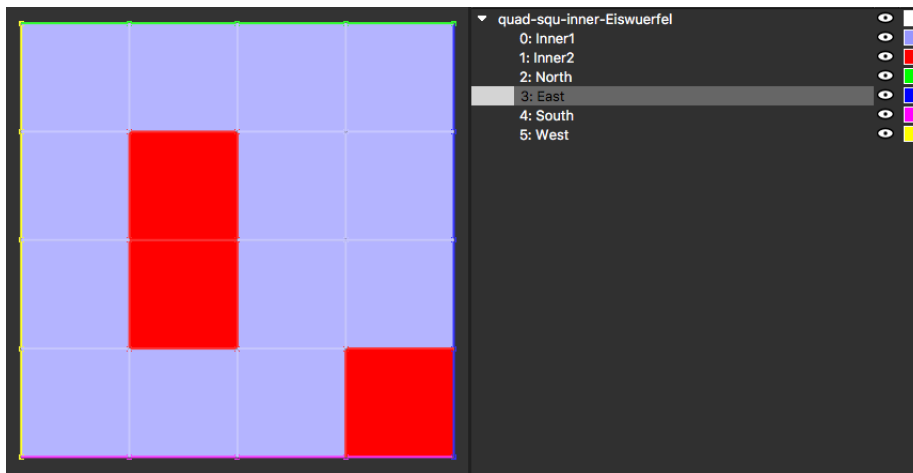 quad-squ-inner-Eiswuerfel
0: Inner1
1: Inner2
2: North
3: East
4: South
5: West